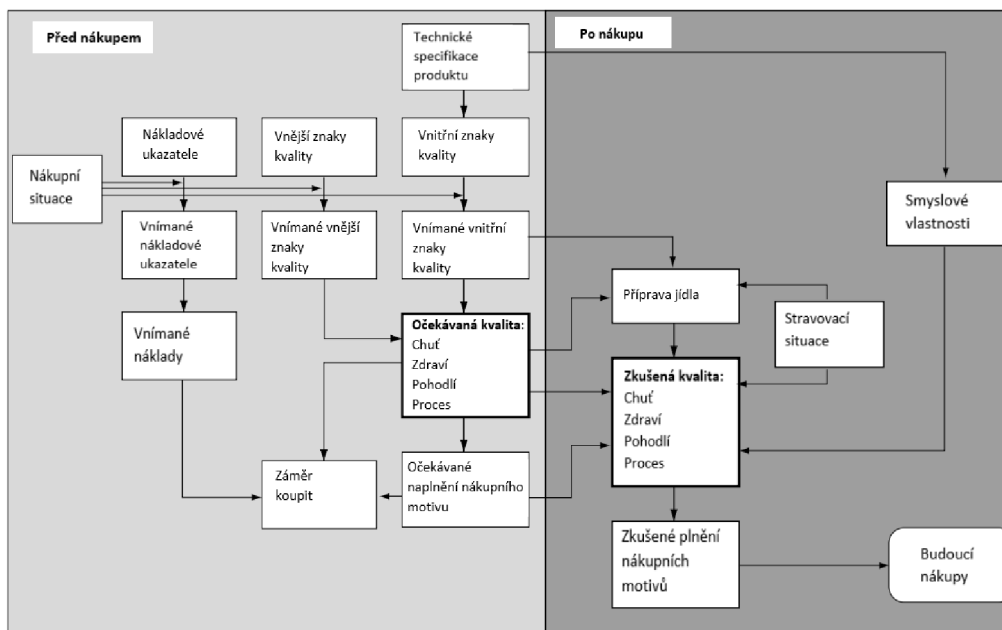 Před nákupem
Po nákupu
Technické
specifikace
produktu
Nákladové
ukazatele
Vnější znaky
kvality
Vnitřní znaky
kvality
Nákupní
situace
Smyslové
vlastnosti
Vnímané
nákladové
ukazatele
Vnímané vnější
znaky
kvality
Vnímané vnitřní
znaky
kvality
Příprava jídla
Stravovací
situace
Vnímané
náklady
Očekávaná kvalita:
Chuť
Zdraví
Pohodlí
Proces
Zkušená kvalita:
Chuť
Zdraví
Pohodlí
Proces
Záměr
koupit
Očekávané
naplnění nákupního
motivu
Zkušené plnění
nákupních
motivů
Budoucí
nákupy